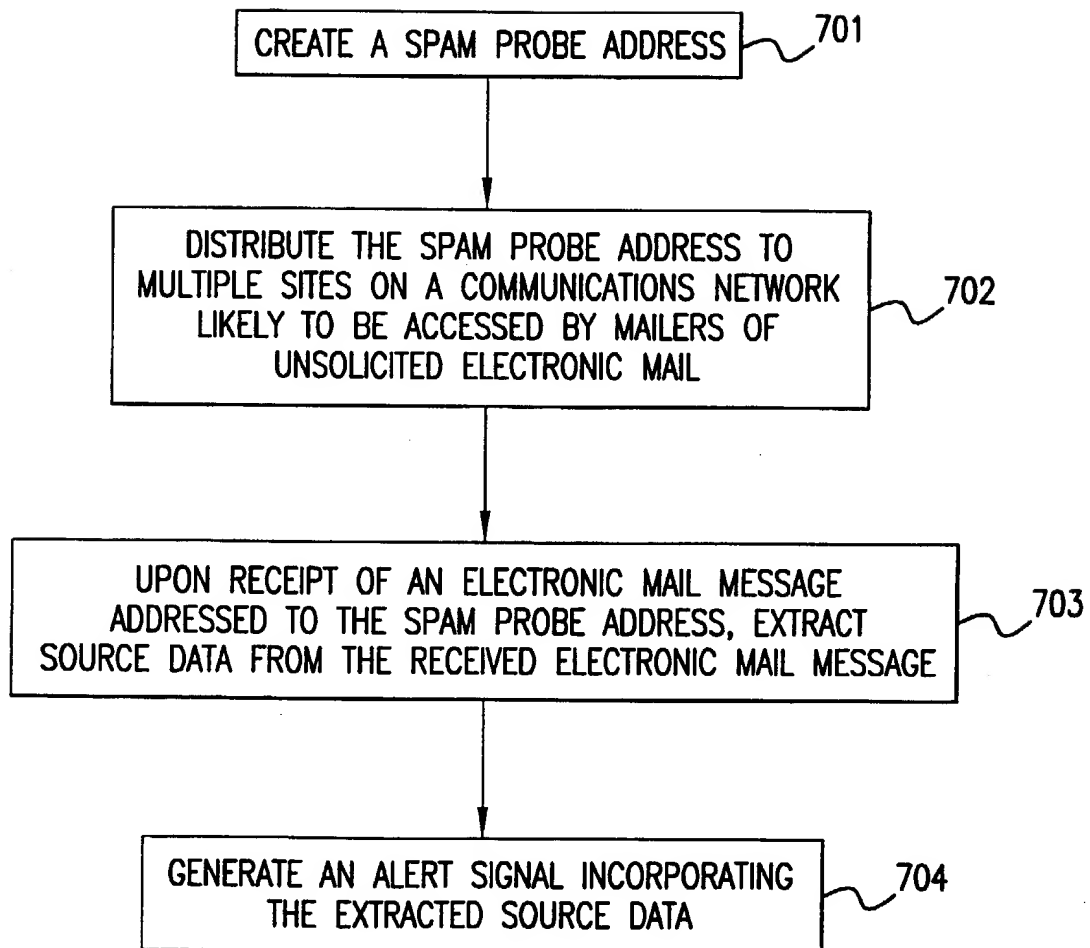 CREATE A SPAM PROBE ADDRESS
701
DISTRIBUTE THE SPAM PROBE ADDRESS TO
MULTIPLE SITES ON A COMMUNICATIONS NETWORK
LIKELY TO BE ACCESSED BY MAILERS OF
UNSOLICITED ELECTRONIC MAIL
702
UPON RECEIPT OF AN ELECTRONIC MAIL MESSAGE
ADDRESSED TO THE SPAM PROBE ADDRESS, EXTRACT
SOURCE DATA FROM THE RECEIVED ELECTRONIC MAIL MESSAGE
703
GENERATE AN ALERT SIGNAL INCORPORATING
THE EXTRACTED SOURCE DATA
704